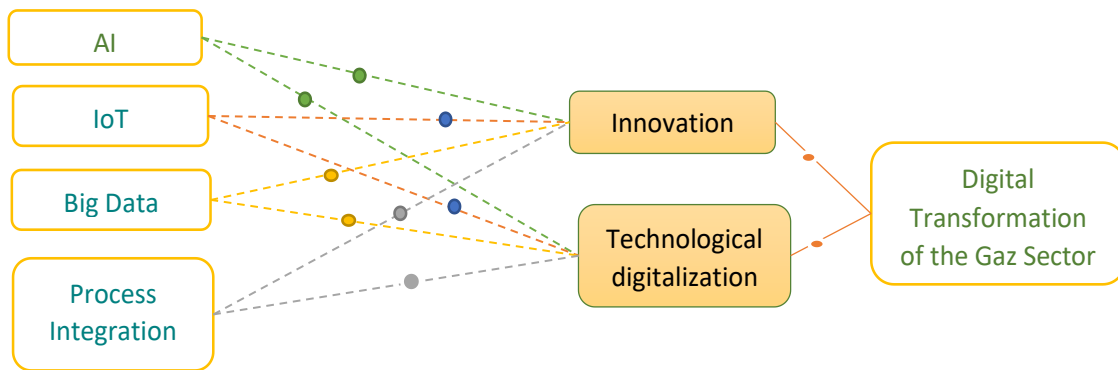 AI
IoT
Big Data
Process
Integration
Innovation
Technological
digitalization
Digital
Transformation
of the Gaz Sector